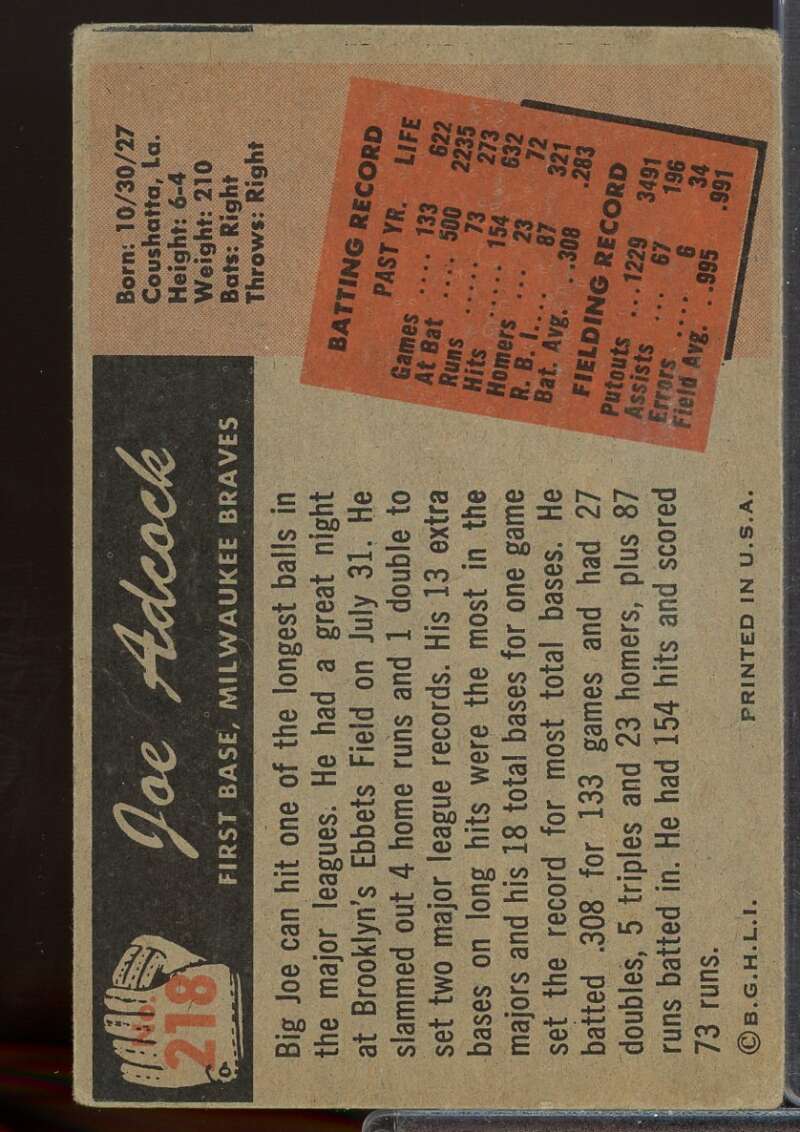 No.
218
Joe Adcock
FIRST BASE, MILWAUKEE BRAVES
Born: 10/30/27
Coushatta, La.
Height: 6-4
Weight: 210
Bats: Right
Throws: Right
Big Joe can hit one of the longest balls in
the major leagues. He had a great night
at Brooklyn's Ebbets Field on July 31. He
slammed out 4 home runs and 1 double to
set two major league records. His 13 extra
bases on long hits were the most in the
majors and his 18 total bases for one game
set the record for most total bases. He
batted .308 for 133 games and had 27
doubles, 5 triples and 23 homers, plus 87
runs batted in. He had 154 hits and scored
73 runs.
BATTING RECORD
PAST YR. LIFE
Games ..... 133 622
At Bat .... 500 2235
Runs ...... 73 273
Hits ...... 154 632
Homers ... 23 72
R. B. I.... 87 321
Bat. Avg. ..308 .283
FIELDING RECORD
Putouts ...1229 3491
Assists ... 67 196
Errors .... 6 34
Field Avg. ..995 .991
© B.G.H.L.I. PRINTED IN U.S.A.